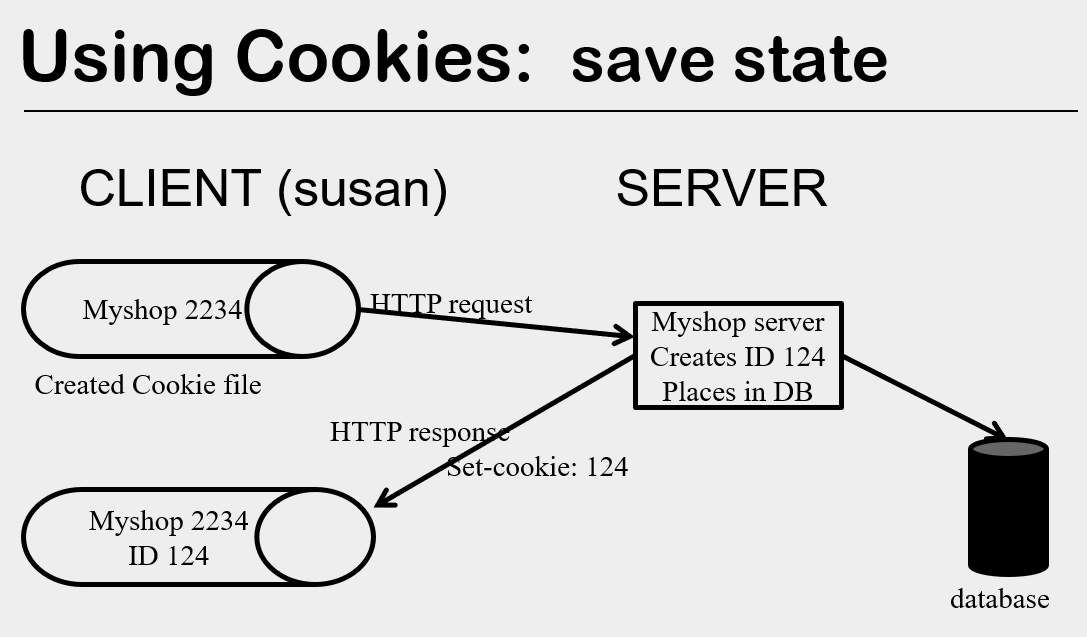 Using Cookies: save state
CLIENT (susan)
SERVER
Myshop 2234
HTTP request
Myshop server
Creates ID 124
Places in DB
Created Cookie file
HTTP response
Set-cookie: 124
Myshop 2234
ID 124
database